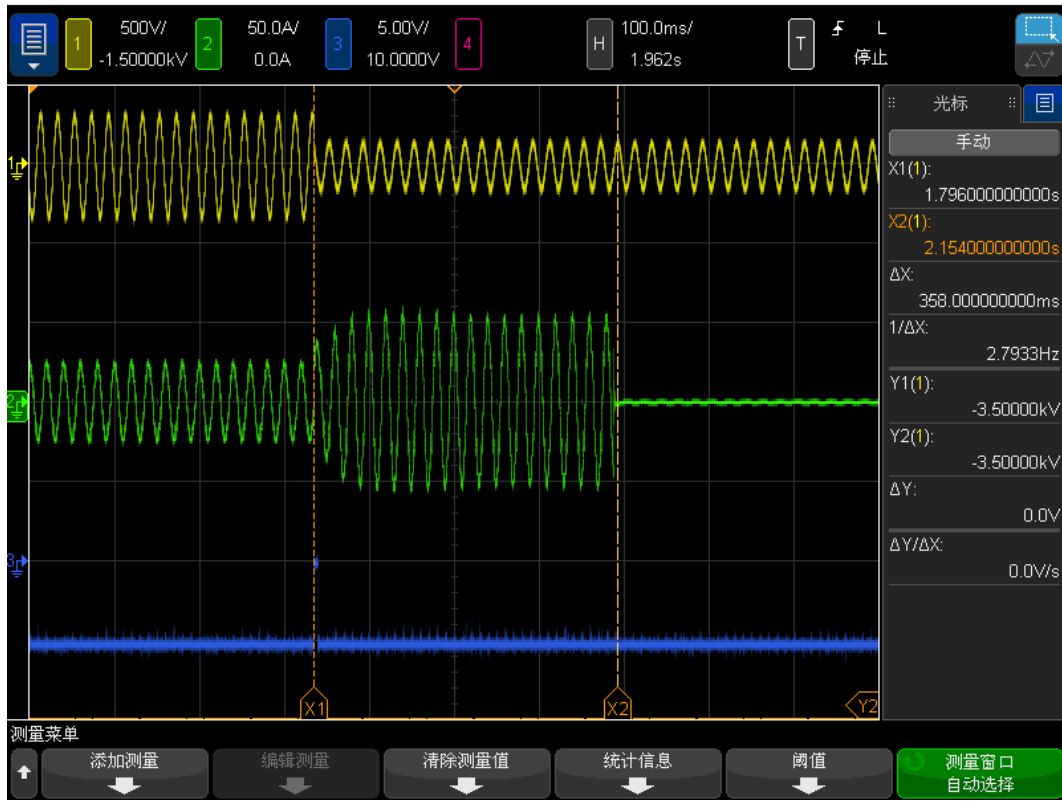 1 500V/ 2 50.0A/ 3 5.00V/ 4 H 100.0ms/ T L
-1.50000kV 0.0A 10.0000V 1.962s 停止
光标
手动
X1(1):
1.796000000000s
X2(1):
2.154000000000s
ΔX:
358.000000000ms
1/ΔX:
2.7933Hz
Y1(1):
-3.50000kV
Y2(1):
-3.50000kV
ΔY:
0.0V
ΔY/ΔX:
0.0V/s
1
2
3
X1 X2 Y2
测量菜单
添加测量 编辑测量 清除测量值 统计信息 阈值 测量窗口
自动选择